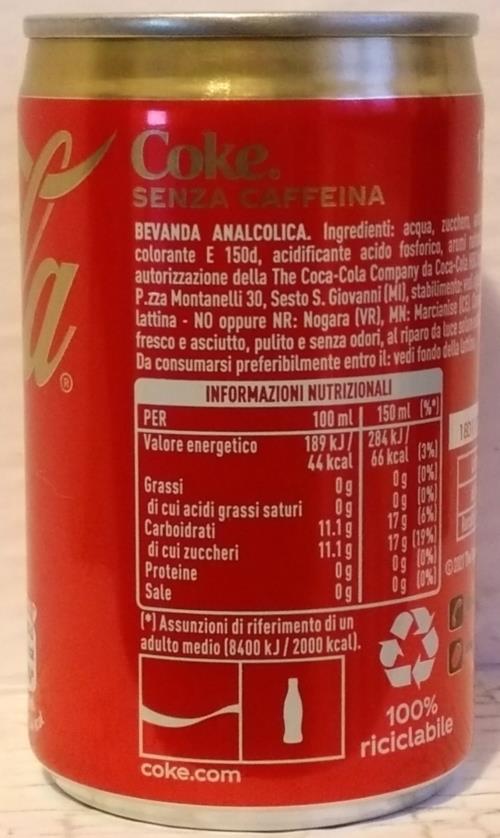 Coke.
SENZA CAFFEINA
BEVANDA ANALCOLICA. Ingredienti: acqua, zucchero,
colorante E 150d, acidificante acido fosforico, aromi
autorizzazione della The Coca-Cola Company da Coca-Cola
P.zza Montanelli 30, Sesto S. Giovanni (MI), stabilimento:
lattina - NO oppure NR: Nogara (VR), MN: Marcianise (CE),
fresco e asciutto, pulito e senza odori, al riparo da luce
Da consumarsi preferibilmente entro il: vedi fondo della lattina
INFORMAZIONI NUTRIZIONALI
PER 100 ml 150 ml (%*)
Valore energetico 189 kJ / 284 kJ /
44 kcal 66 kcal (3%)
Grassi 0 g 0 g (0%)
di cui acidi grassi saturi 0 g 0 g (0%)
Carboidrati 11.1 g 17 g (6%)
di cui zuccheri 11.1 g 17 g (19%)
Proteine 0 g 0 g (0%)
Sale 0 g 0 g (0%)
(*) Assunzioni di riferimento di un
adulto medio (8400 kJ / 2000 kcal).
100%
riciclabile
coke.com
la
®